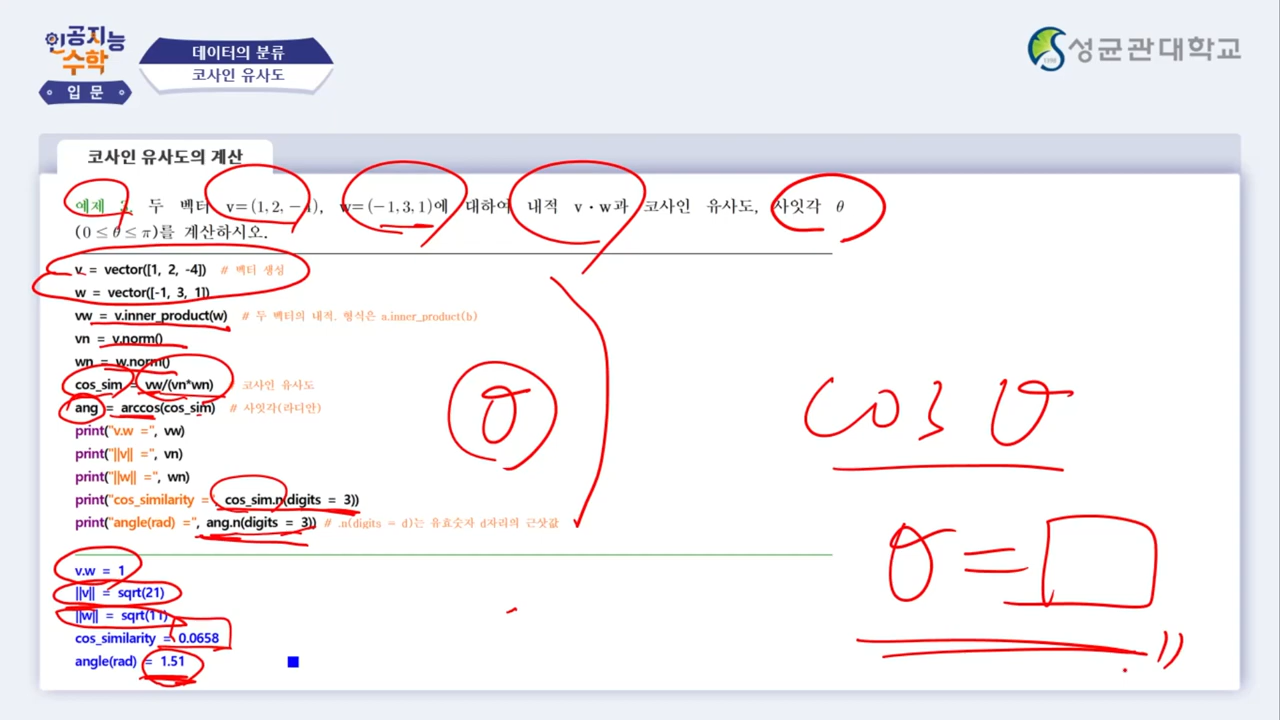 인공지능
수학
입문
데이터의 분류
코사인 유사도
성균관대학교
코사인 유사도의 계산
예제 두 벡터 v=(1,2,-4), w=(-1,3,1)에 대하여 내적 v·w과 코사인 유사도, 사잇각 θ
(0≤θ≤π)를 계산하시오.
v = vector([1, 2, -4]) # 벡터 생성
w = vector([-1, 3, 1])
vw = v.inner_product(w) # 두 벡터의 내적. 형식은 a.inner_product(b)
vn = v.norm()
wn = w.norm()
cos_sim = vw/(vn*wn) # 코사인 유사도
ang = arccos(cos_sim) # 사잇각(라디안)
print("v.w =", vw)
print("||v|| =", vn)
print("||w|| =", wn)
print("cos_similarity =", cos_sim.n(digits = 3))
print("angle(rad) =", ang.n(digits = 3)) # .n(digits = d)는 유효숫자 d자리의 근삿값
v.w = 1
||v|| = sqrt(21)
||w|| = sqrt(11)
cos_similarity = 0.0658
angle(rad) = 1.51
θ
cos θ
θ =